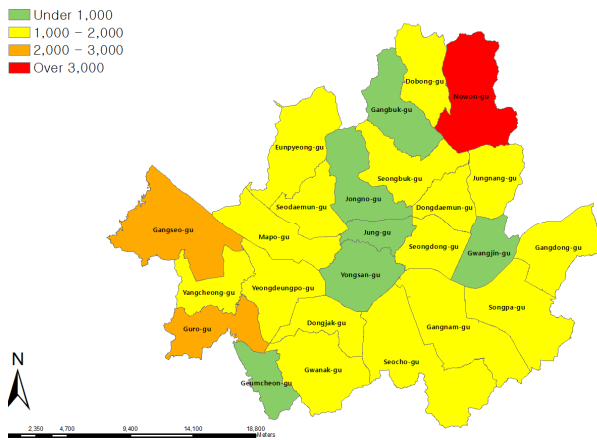 Under 1,000
1,000 - 2,000
2,000 - 3,000
Over 3,000
Dobong-gu
Nowon-gu
Gangbuk-gu
Eunpyeong-gu
Seongbuk-gu
Jungnang-gu
Jongno-gu
Seodaemun-gu
Dongdaemun-gu
Gangseo-gu
Mapo-gu
Jung-gu
Seongdong-gu
Gwangjin-gu
Gangdong-gu
Yongsan-gu
Yangcheong-gu
Yeongdeungpo-gu
Songpa-gu
Guro-gu
Dongjak-gu
Gangnam-gu
Seocho-gu
Gwanak-gu
Geumcheon-gu
N
2,350 4,700 9,400 14,100 18,800
Meters